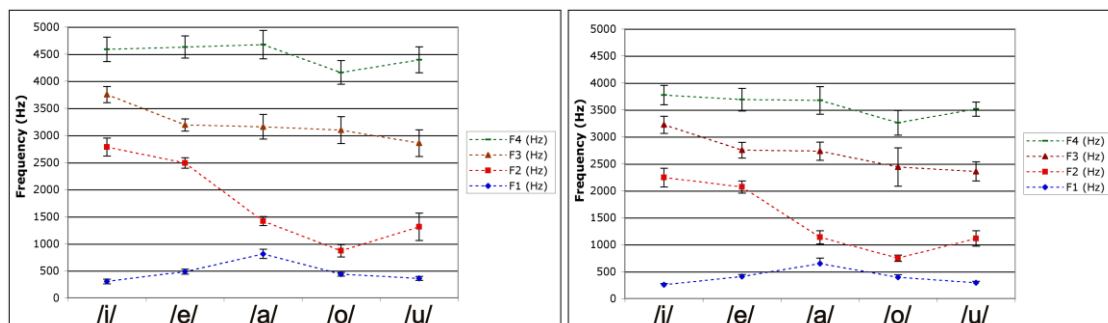 Frequency (Hz)
5000
4500
4000
3500
3000
2500
2000
1500
1000
500
0
/i/ /e/ /a/ /o/ /u/
F4 (Hz)
F3 (Hz)
F2 (Hz)
F1 (Hz)
Frequency (Hz)
5000
4500
4000
3500
3000
2500
2000
1500
1000
500
0
/i/ /e/ /a/ /o/ /u/
F4 (Hz)
F3 (Hz)
F2 (Hz)
F1 (Hz)